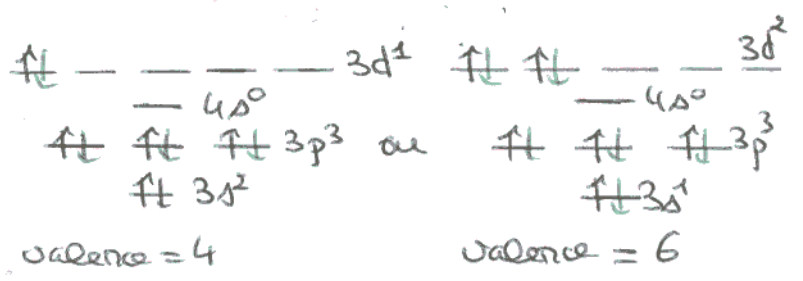 3d¹ 3d²
4s⁰ 4s⁰
3p³ ou 3p³
3s² 3s¹
valence = 4 valence = 6